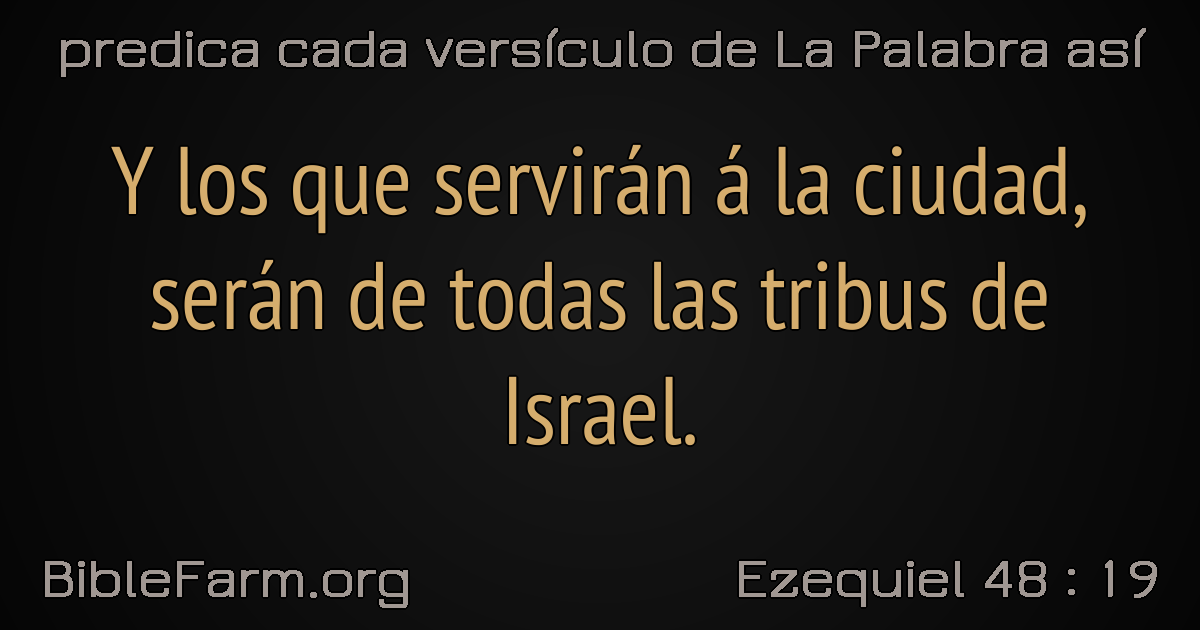 predica cada versículo de La Palabra así
Y los que servirán á la ciudad,
serán de todas las tribus de
Israel.
BibleFarm.org
Ezequiel 48 : 19